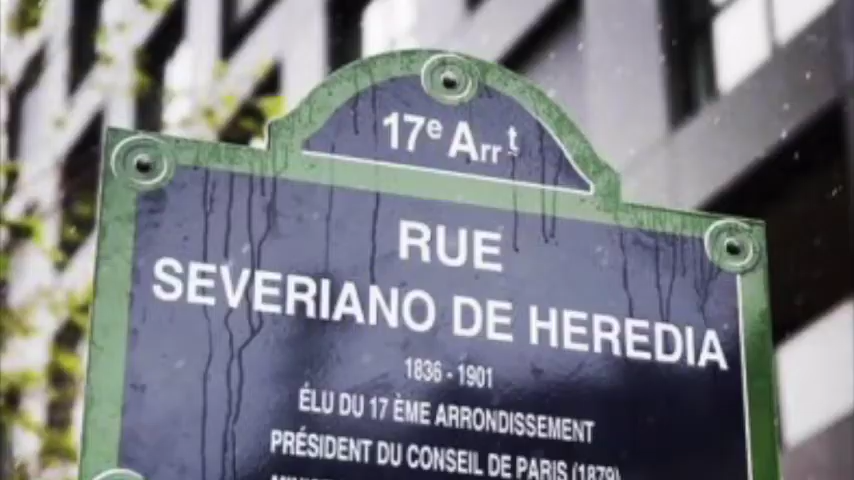 17e Arrt
RUE
SEVERIANO DE HEREDIA
1836 - 1901
ÉLU DU 17 ÈME ARRONDISSEMENT
PRÉSIDENT DU CONSEIL DE PARIS (1879)